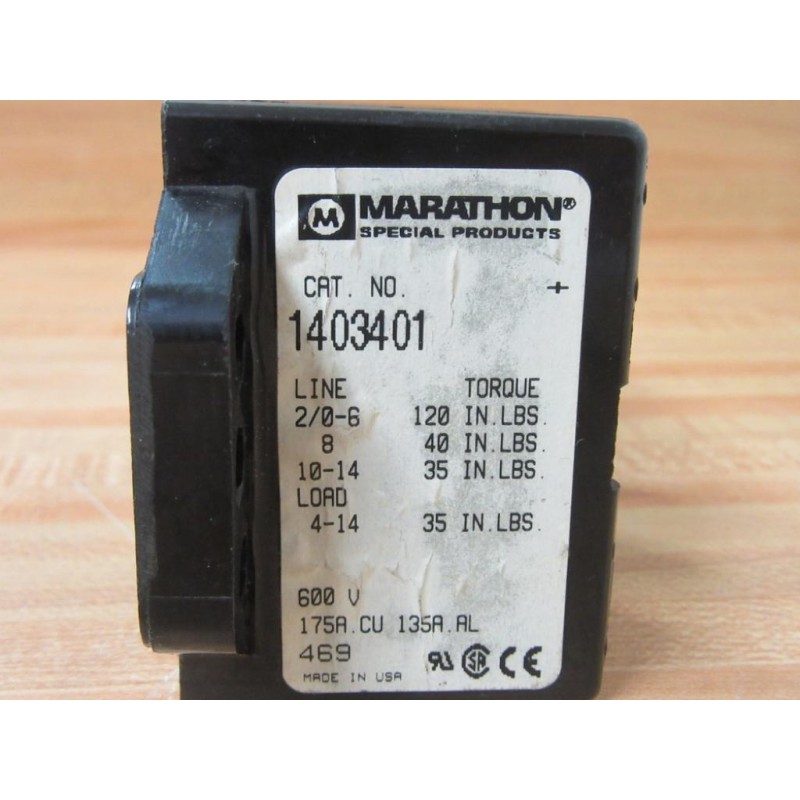 M MARATHON®
SPECIAL PRODUCTS
CAT. NO. +
1403401
LINE TORQUE
2/0-6 120 IN.LBS.
8 40 IN.LBS.
10-14 35 IN.LBS.
LOAD
4-14 35 IN.LBS.
600 V
175A.CU 135A.AL
469 UR SA CE
MADE IN USA